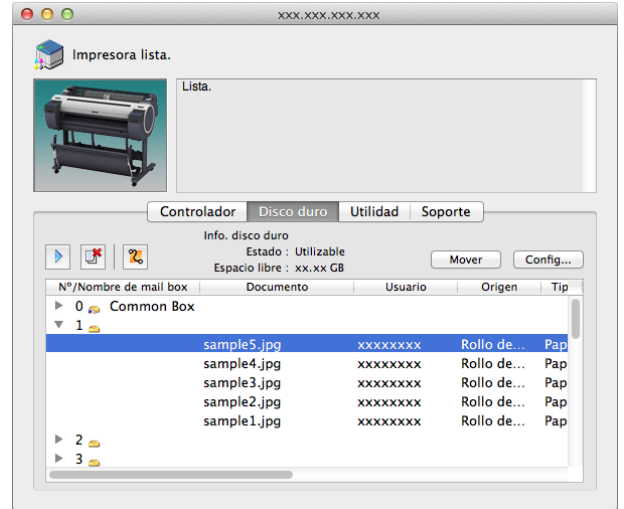 xxx.xxx.xxx.xxx
Impresora lista.
Lista.
Controlador Disco duro Utilidad Soporte
Info. disco duro
Estado : Utilizable
Espacio libre : xx.xx GB
Mover Config...
Nº/Nombre de mail box Documento Usuario Origen Tip
0 Common Box
1
sample5.jpg xxxxxxxx Rollo de... Pap
sample4.jpg xxxxxxxx Rollo de... Pap
sample3.jpg xxxxxxxx Rollo de... Pap
sample2.jpg xxxxxxxx Rollo de... Pap
sample1.jpg xxxxxxxx Rollo de... Pap
2
3